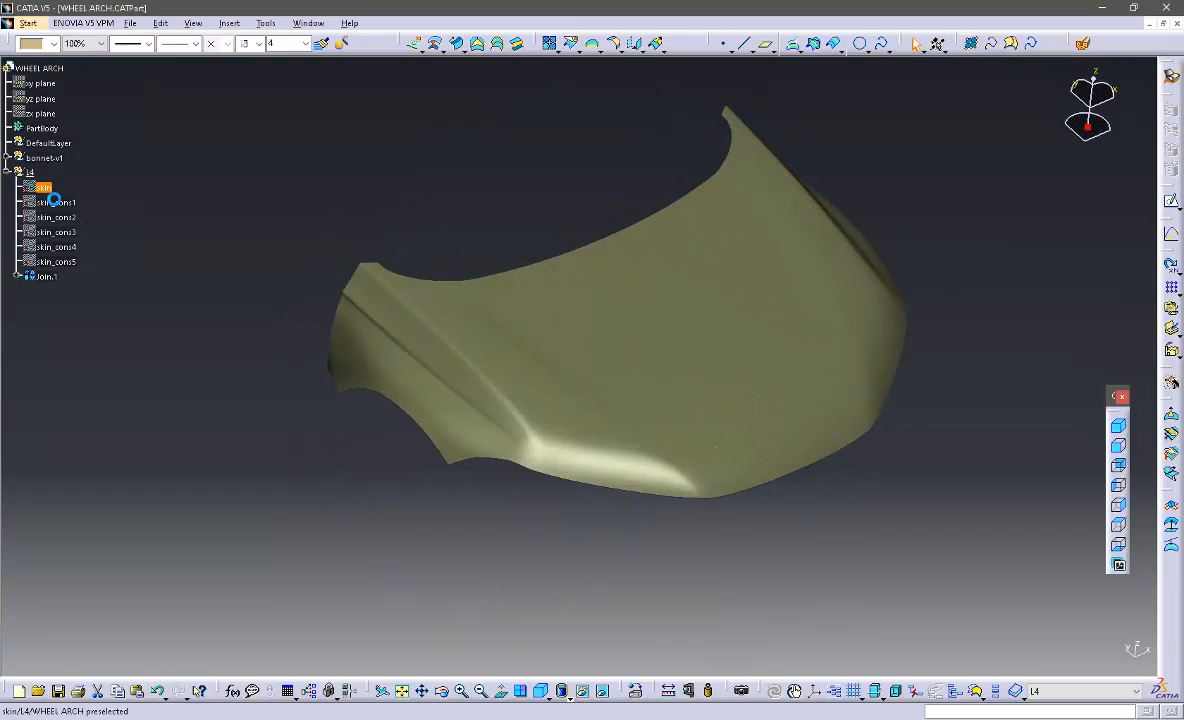 CATIA V5 - [WHEEL ARCH.CATPart]
Start ENOVIA V5 VPM File Edit View Insert Tools Window Help
100% 4
WHEEL ARCH
xy plane
yz plane
zx plane
PartBody
DefaultLayer
bonnet-v1
L4
skin
skin_cons1
skin_cons2
skin_cons3
skin_cons4
skin_cons5
Join.1
z
x
y
L4
skin/L4/WHEEL ARCH preselected
CATIA